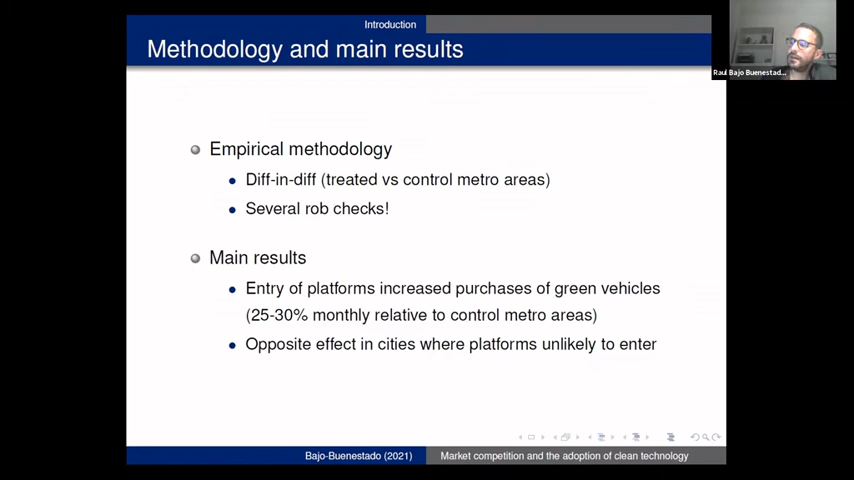 Introduction
Methodology and main results
Raul Bajo Buenestad...
Empirical methodology
Diff-in-diff (treated vs control metro areas)
Several rob checks!
Main results
Entry of platforms increased purchases of green vehicles
(25-30% monthly relative to control metro areas)
Opposite effect in cities where platforms unlikely to enter
Bajo-Buenestado (2021)
Market competition and the adoption of clean technology